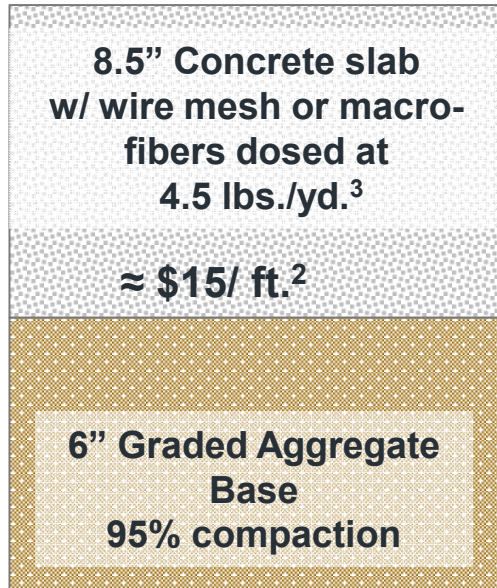 8.5” Concrete slab
w/ wire mesh or macro-
fibers dosed at
4.5 lbs./yd.³
≈ $15/ ft.²
6” Graded Aggregate
Base
95% compaction